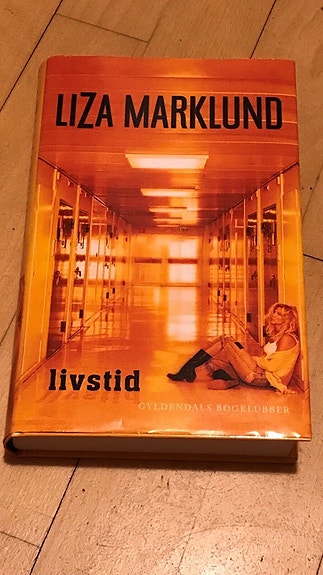 LIZA MARKLUND
livstid
GYLDENDALS BOGKLUBBER